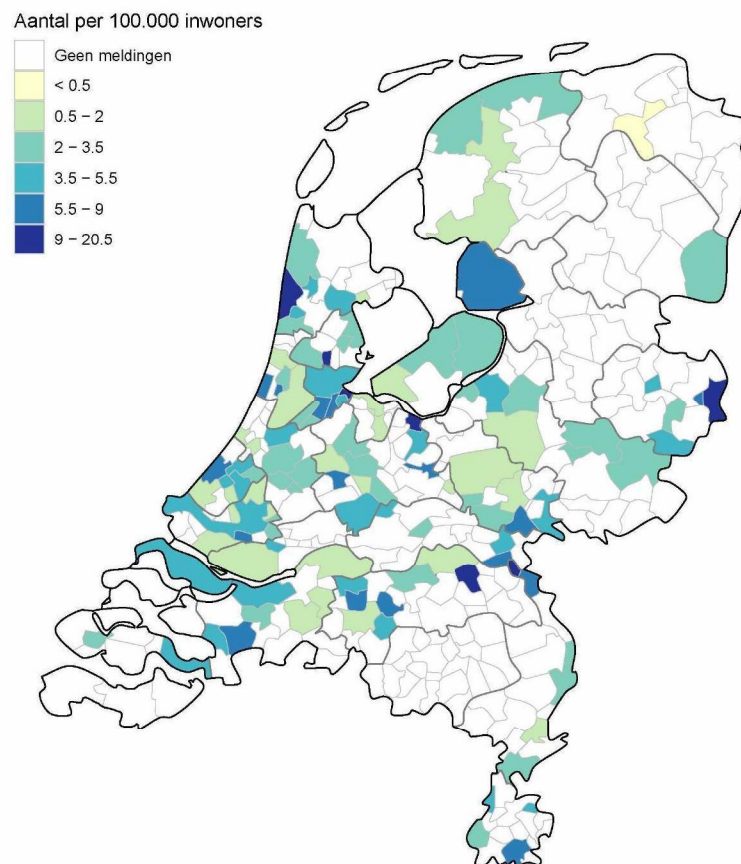 Aantal per 100.000 inwoners
Geen meldingen
< 0.5
0.5 – 2
2 – 3.5
3.5 – 5.5
5.5 – 9
9 – 20.5